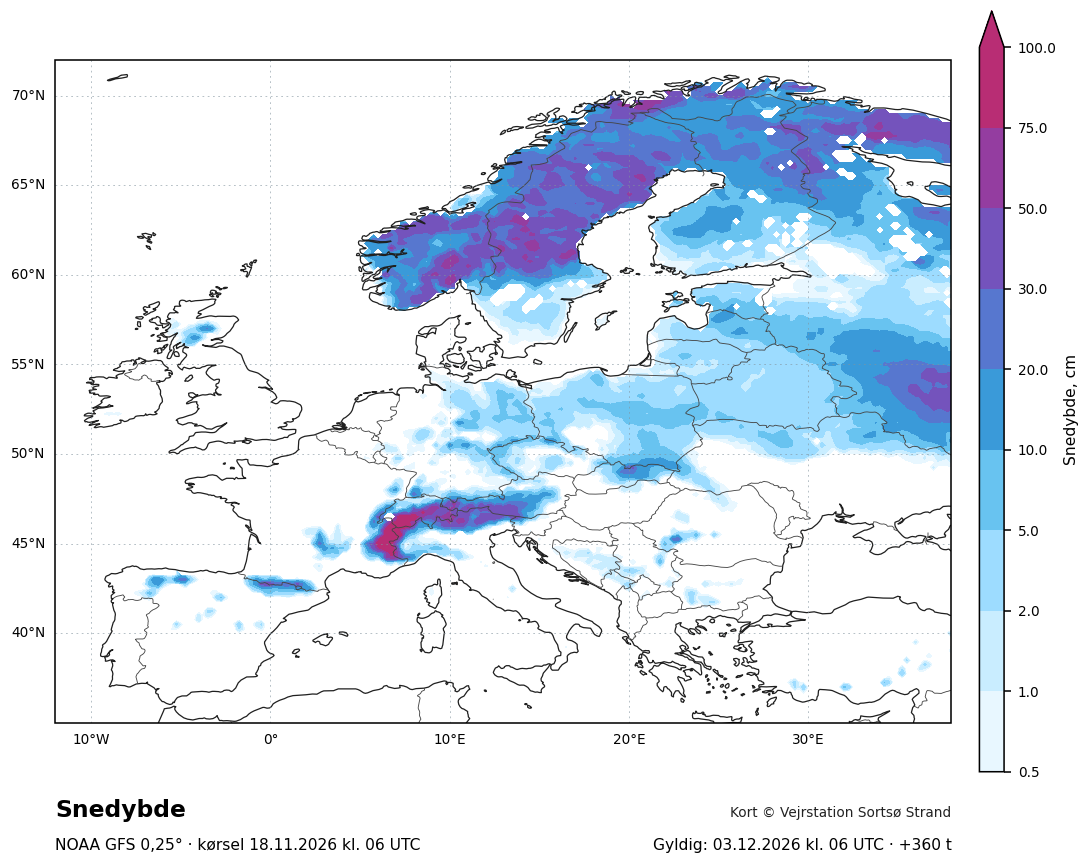 100.0
75.0
50.0
30.0
20.0
10.0
5.0
2.0
1.0
0.5
Snedybde, cm
70°N
65°N
60°N
55°N
50°N
45°N
40°N
10°W 0° 10°E 20°E 30°E
Snedybde
Kort © Vejrstation Sortsø Strand
NOAA GFS 0,25° · kørsel 18.11.2026 kl. 06 UTC
Gyldig: 03.12.2026 kl. 06 UTC · +360 t